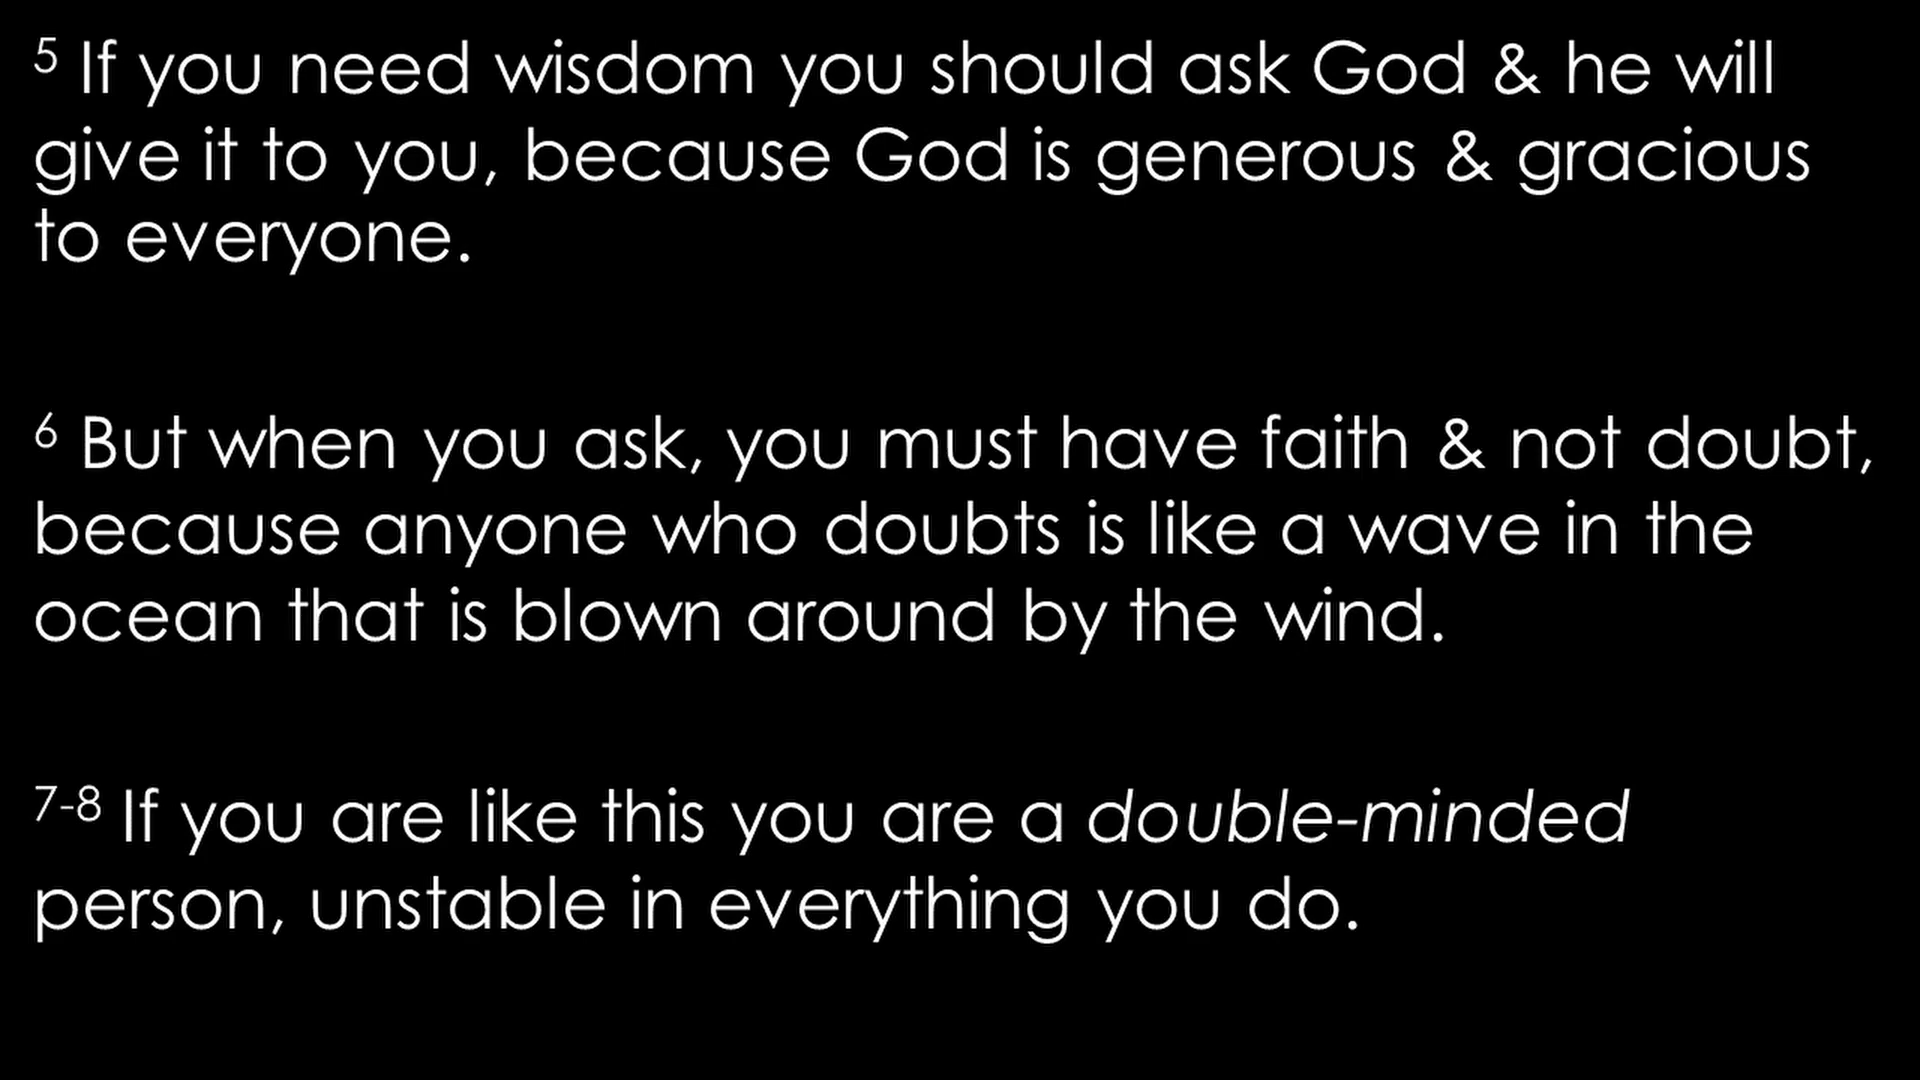 5 If you need wisdom you should ask God & he will
give it to you, because God is generous & gracious
to everyone.
6 But when you ask, you must have faith & not doubt,
because anyone who doubts is like a wave in the
ocean that is blown around by the wind.
7-8 If you are like this you are a double-minded
person, unstable in everything you do.